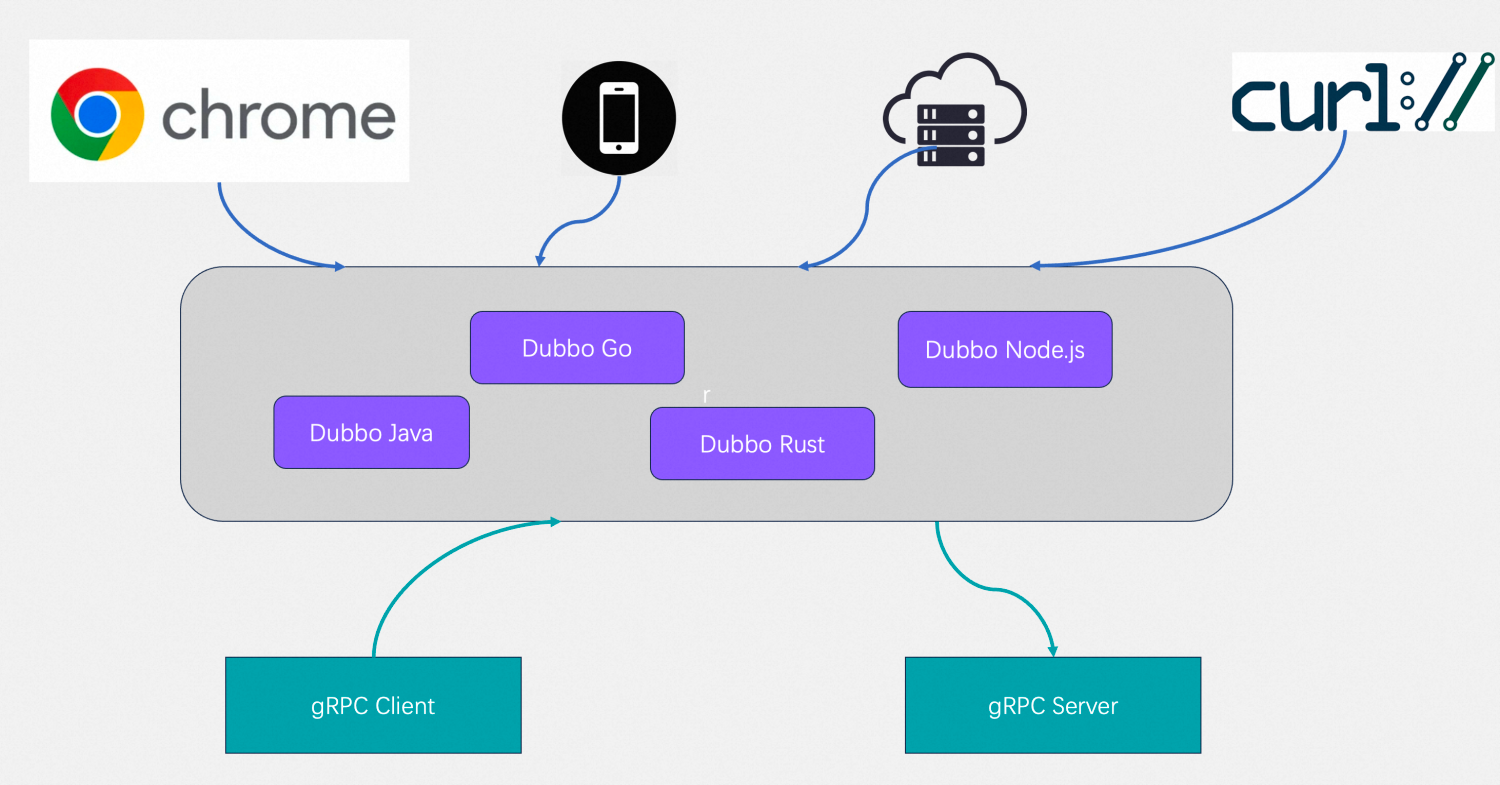 chrome
curl://
Dubbo Go
Dubbo Node.js
r
Dubbo Java
Dubbo Rust
gRPC Client
gRPC Server